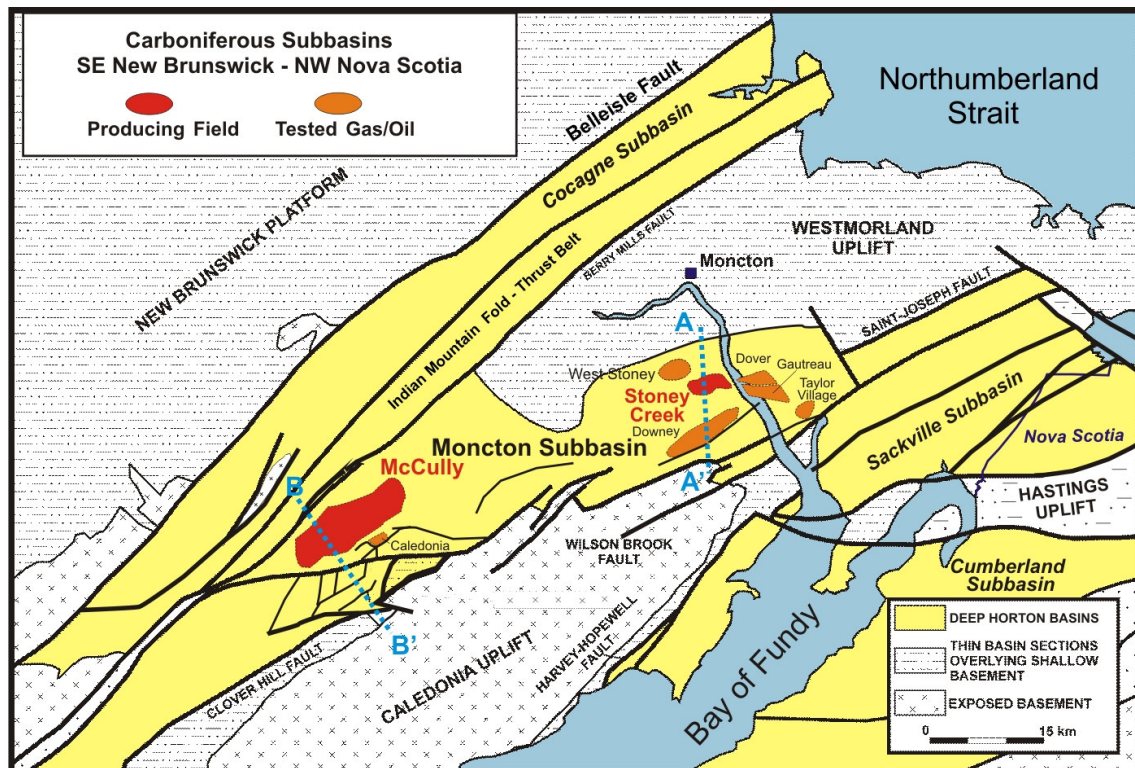 Carboniferous Subbasins
SE New Brunswick - NW Nova Scotia
Producing Field
Tested Gas/Oil
Northumberland
Strait
Belleisle Fault
Cocagne Subbasin
NEW BRUNSWICK PLATFORM
Indian Mountain Fold - Thrust Belt
BERRY MILLS FAULT
WESTMORLAND
UPLIFT
Moncton
SAINT-JOSEPH FAULT
A
Dover
Gautreau
West Stoney
Taylor
Village
Stoney
Creek
Downey
Moncton Subbasin
Sackville Subbasin
Nova Scotia
McCully
A'
B
HASTINGS
UPLIFT
Caledonia
WILSON BROOK
FAULT
Cumberland
Subbasin
B'
CLOVER HILL FAULT
CALEDONIA UPLIFT
HARVEY-HOPEWELL
FAULT
Bay of Fundy
DEEP HORTON BASINS
THIN BASIN SECTIONS
OVERLYING SHALLOW
BASEMENT
EXPOSED BASEMENT
0 15 km